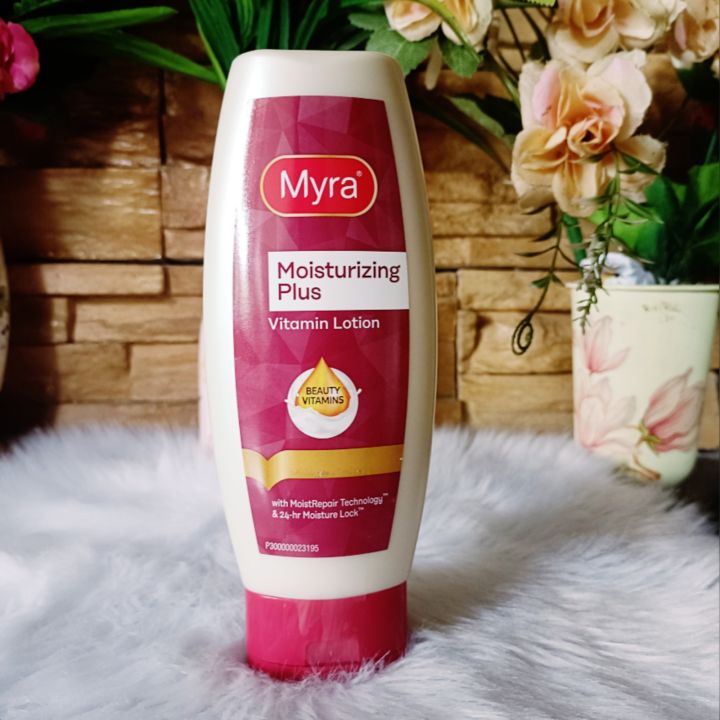 Myra®
Moisturizing
Plus
Vitamin Lotion
BEAUTY
VITAMINS
with MoistRepair Technology™
& 24-hr Moisture Lock™
P300000023195